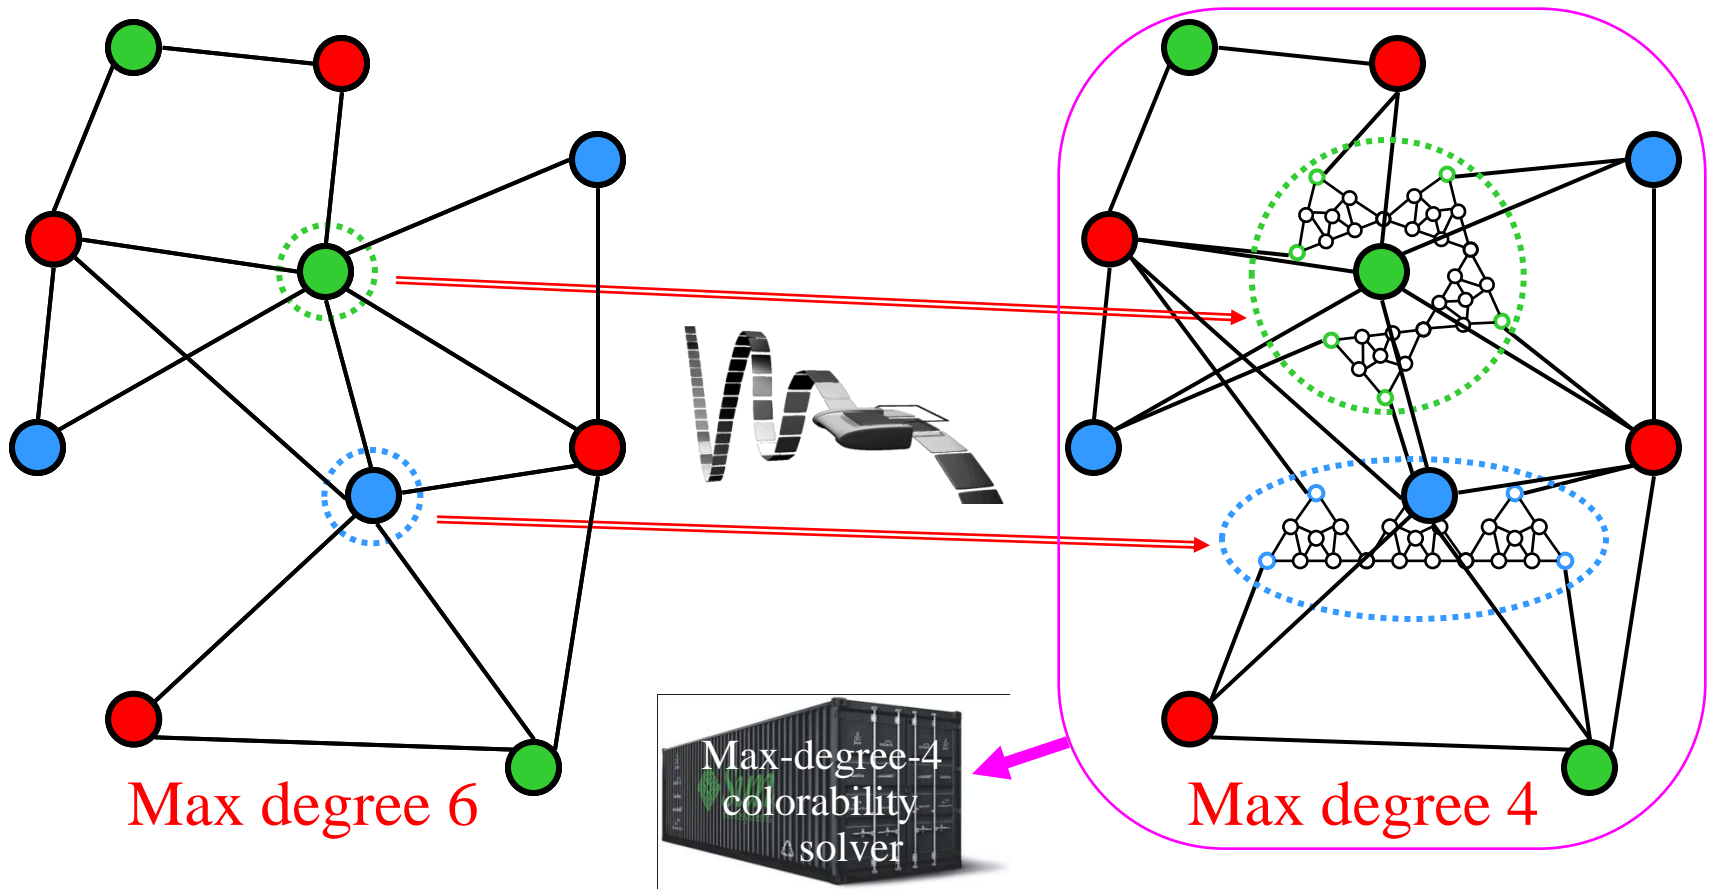 Max-degree-4
colorability
solver
Max degree 6
Max degree 4